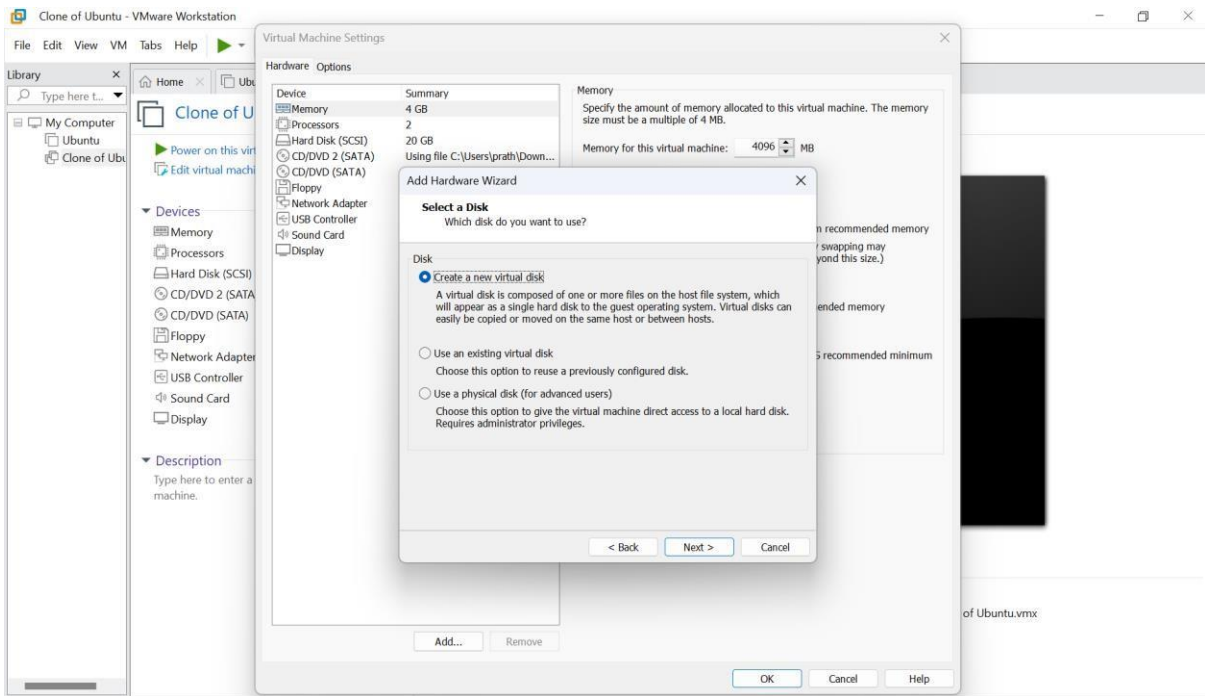 Clone of Ubuntu - VMware Workstation
File Edit View VM Tabs Help
Library
Type here t...
My Computer
Ubuntu
Clone of Ubu
Home
Ubu
Clone of U
Power on this virt
Edit virtual machi
Devices
Memory
Processors
Hard Disk (SCSI)
CD/DVD 2 (SATA
CD/DVD (SATA)
Floppy
Network Adapter
USB Controller
Sound Card
Display
Description
Type here to enter a
machine.
Virtual Machine Settings
Hardware Options
Device Summary
Memory 4 GB
Processors 2
Hard Disk (SCSI) 20 GB
CD/DVD 2 (SATA) Using file C:\Users\prath\Down...
CD/DVD (SATA)
Floppy
Network Adapter
USB Controller
Sound Card
Display
Add... Remove
Memory
Specify the amount of memory allocated to this virtual machine. The memory
size must be a multiple of 4 MB.
Memory for this virtual machine: 4096 MB
recommended memory
swapping may
yond this size.)
ended memory
recommended minimum
Add Hardware Wizard
Select a Disk
Which disk do you want to use?
Disk
Create a new virtual disk
A virtual disk is composed of one or more files on the host file system, which
will appear as a single hard disk to the guest operating system. Virtual disks can
easily be copied or moved on the same host or between hosts.
Use an existing virtual disk
Choose this option to reuse a previously configured disk.
Use a physical disk (for advanced users)
Choose this option to give the virtual machine direct access to a local hard disk.
Requires administrator privileges.
< Back Next > Cancel
OK Cancel Help
of Ubuntu.vmx